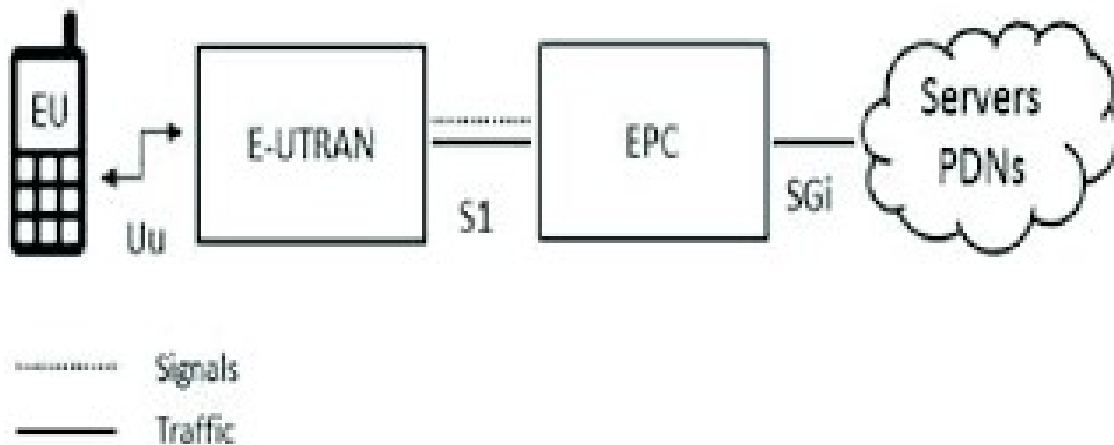 EU
E-UTRAN
EPC
Servers
PDNs
Uu
S1
SGi
Signals
Traffic